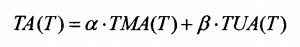 TA(T) = α·TMA(T) + β·TUA(T)